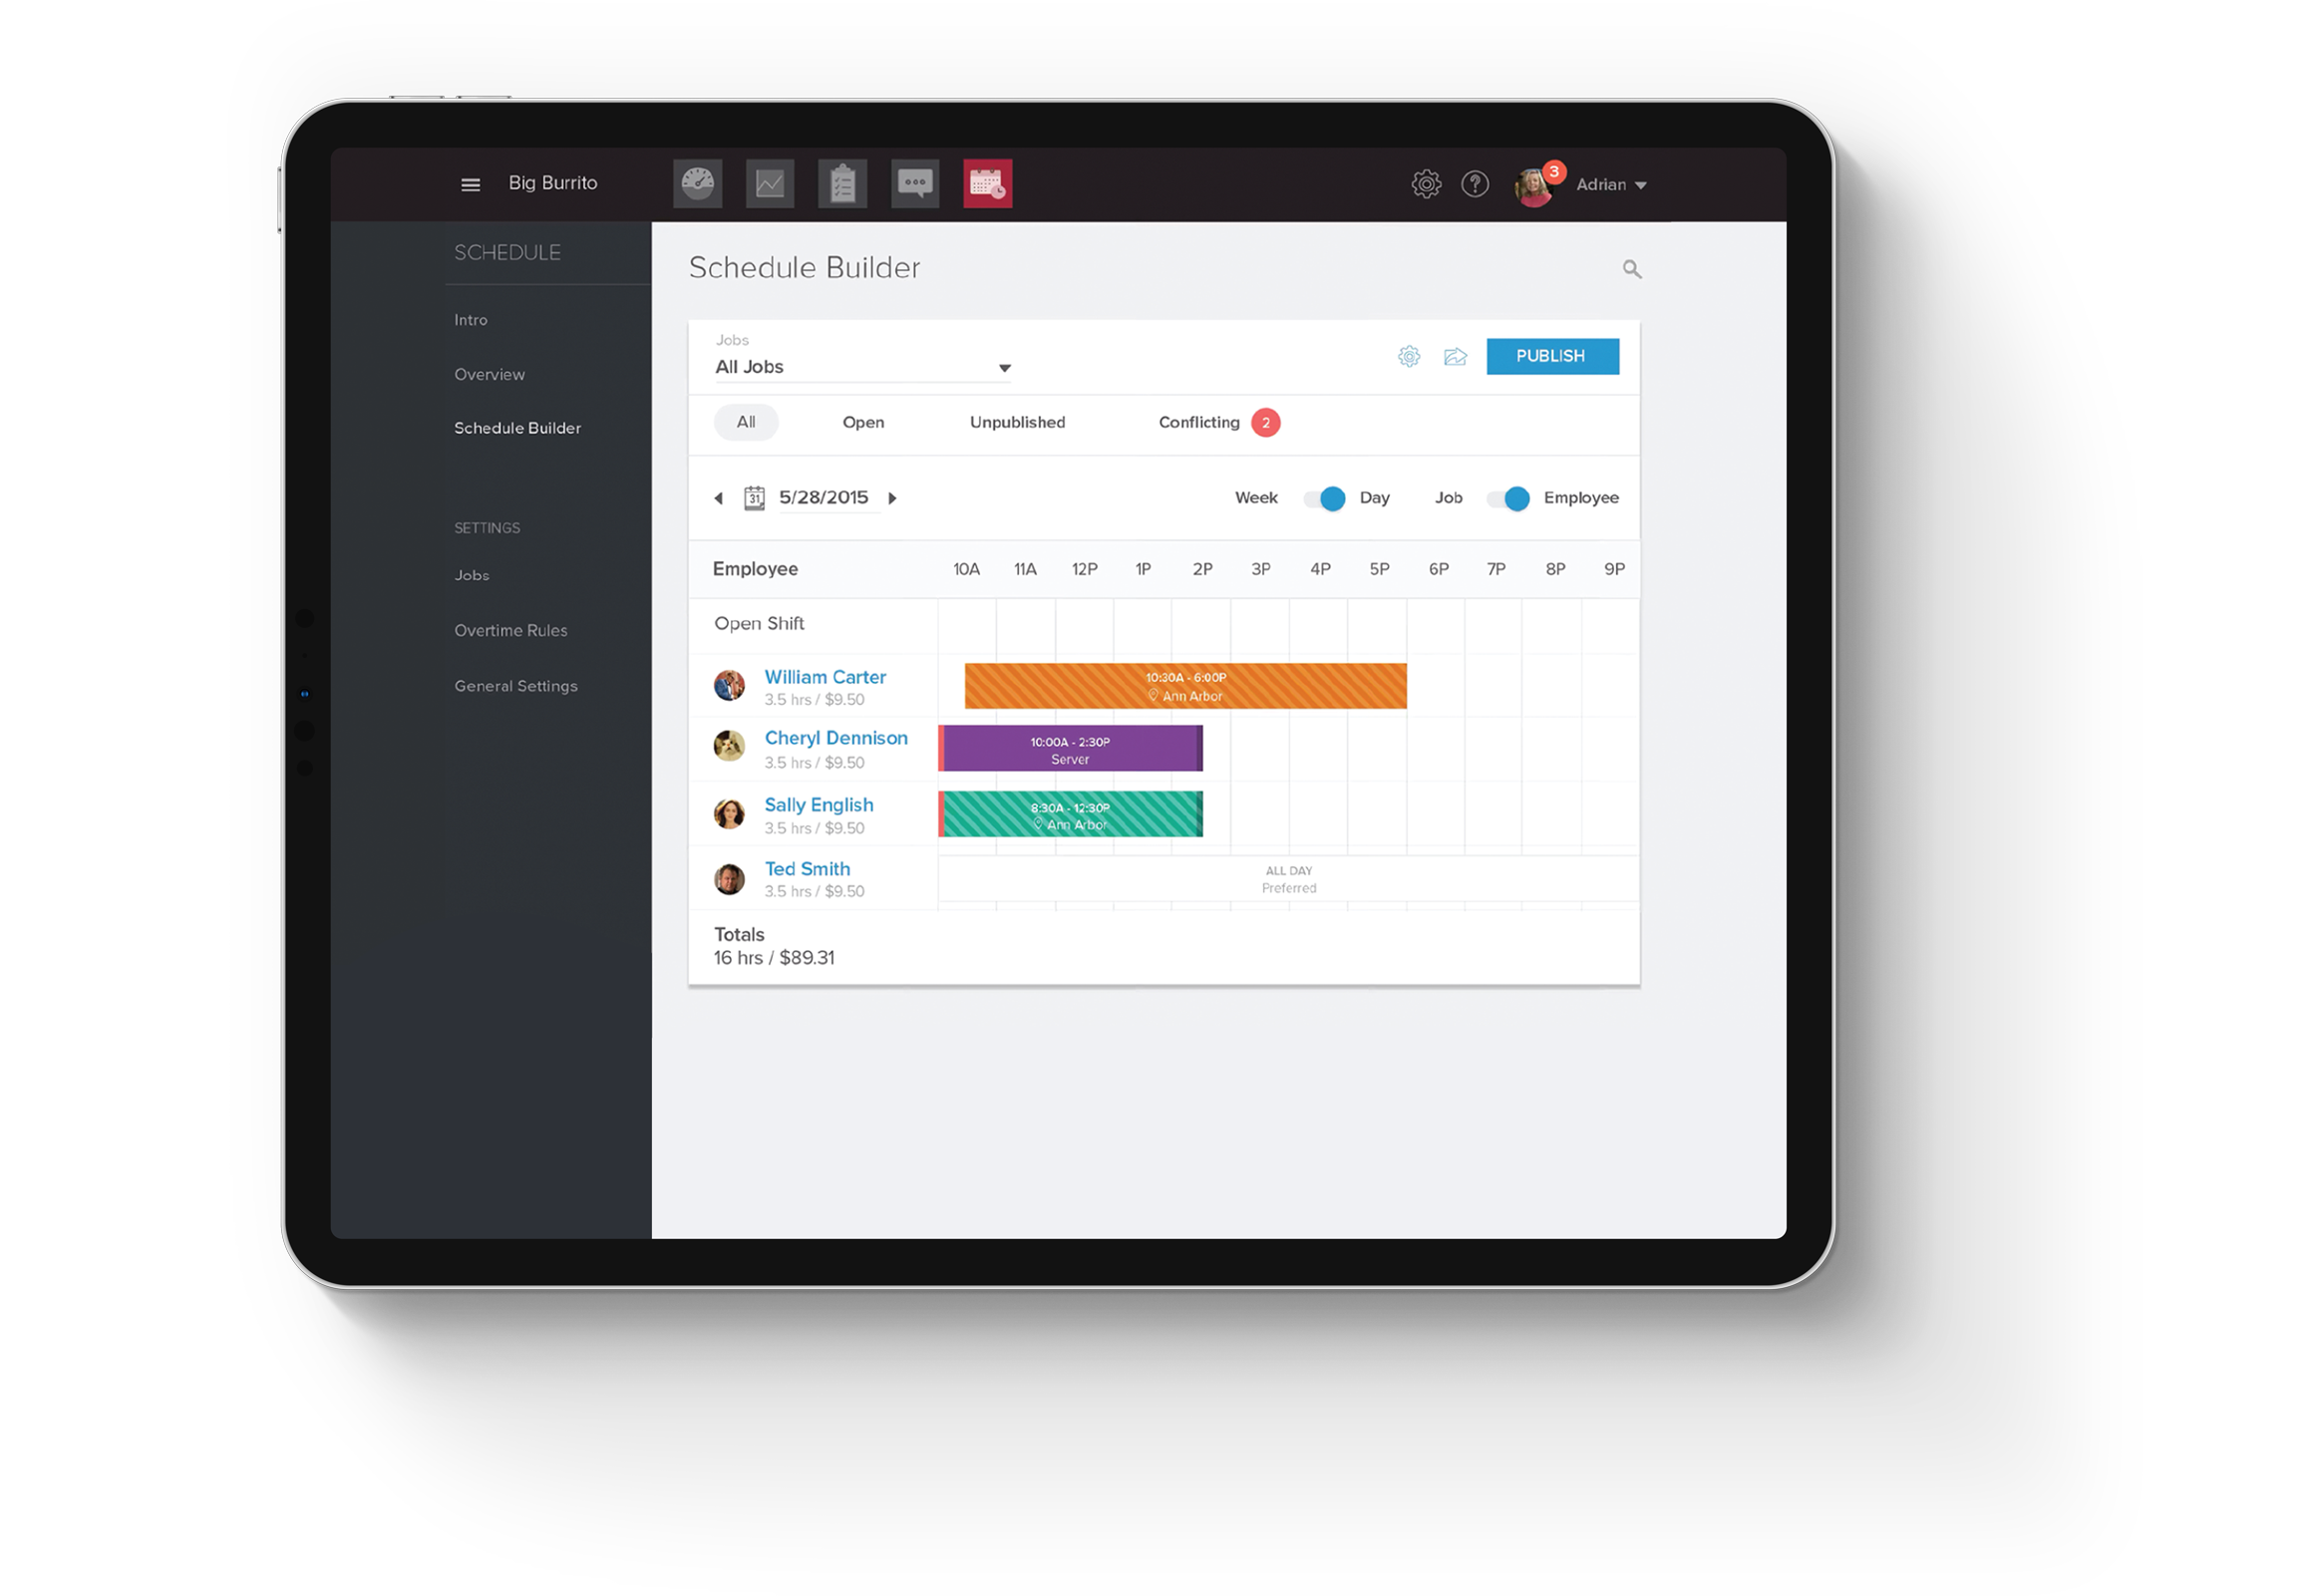 Big Burrito
3
Adrian
SCHEDULE
Intro
Overview
Schedule Builder
SETTINGS
Jobs
Overtime Rules
General Settings
Schedule Builder
Jobs
All Jobs
PUBLISH
All Open Unpublished Conflicting 2
31 5/28/2015 Week Day Job Employee
Employee 10A 11A 12P 1P 2P 3P 4P 5P 6P 7P 8P 9P
Open Shift
William Carter
3.5 hrs / $9.50
10:30A - 6:00P
Ann Arbor
Cheryl Dennison
3.5 hrs / $9.50
10:00A - 2:30P
Server
Sally English
3.5 hrs / $9.50
8:30A - 12:30P
Ann Arbor
Ted Smith
3.5 hrs / $9.50
ALL DAY
Preferred
Totals
16 hrs / $89.31